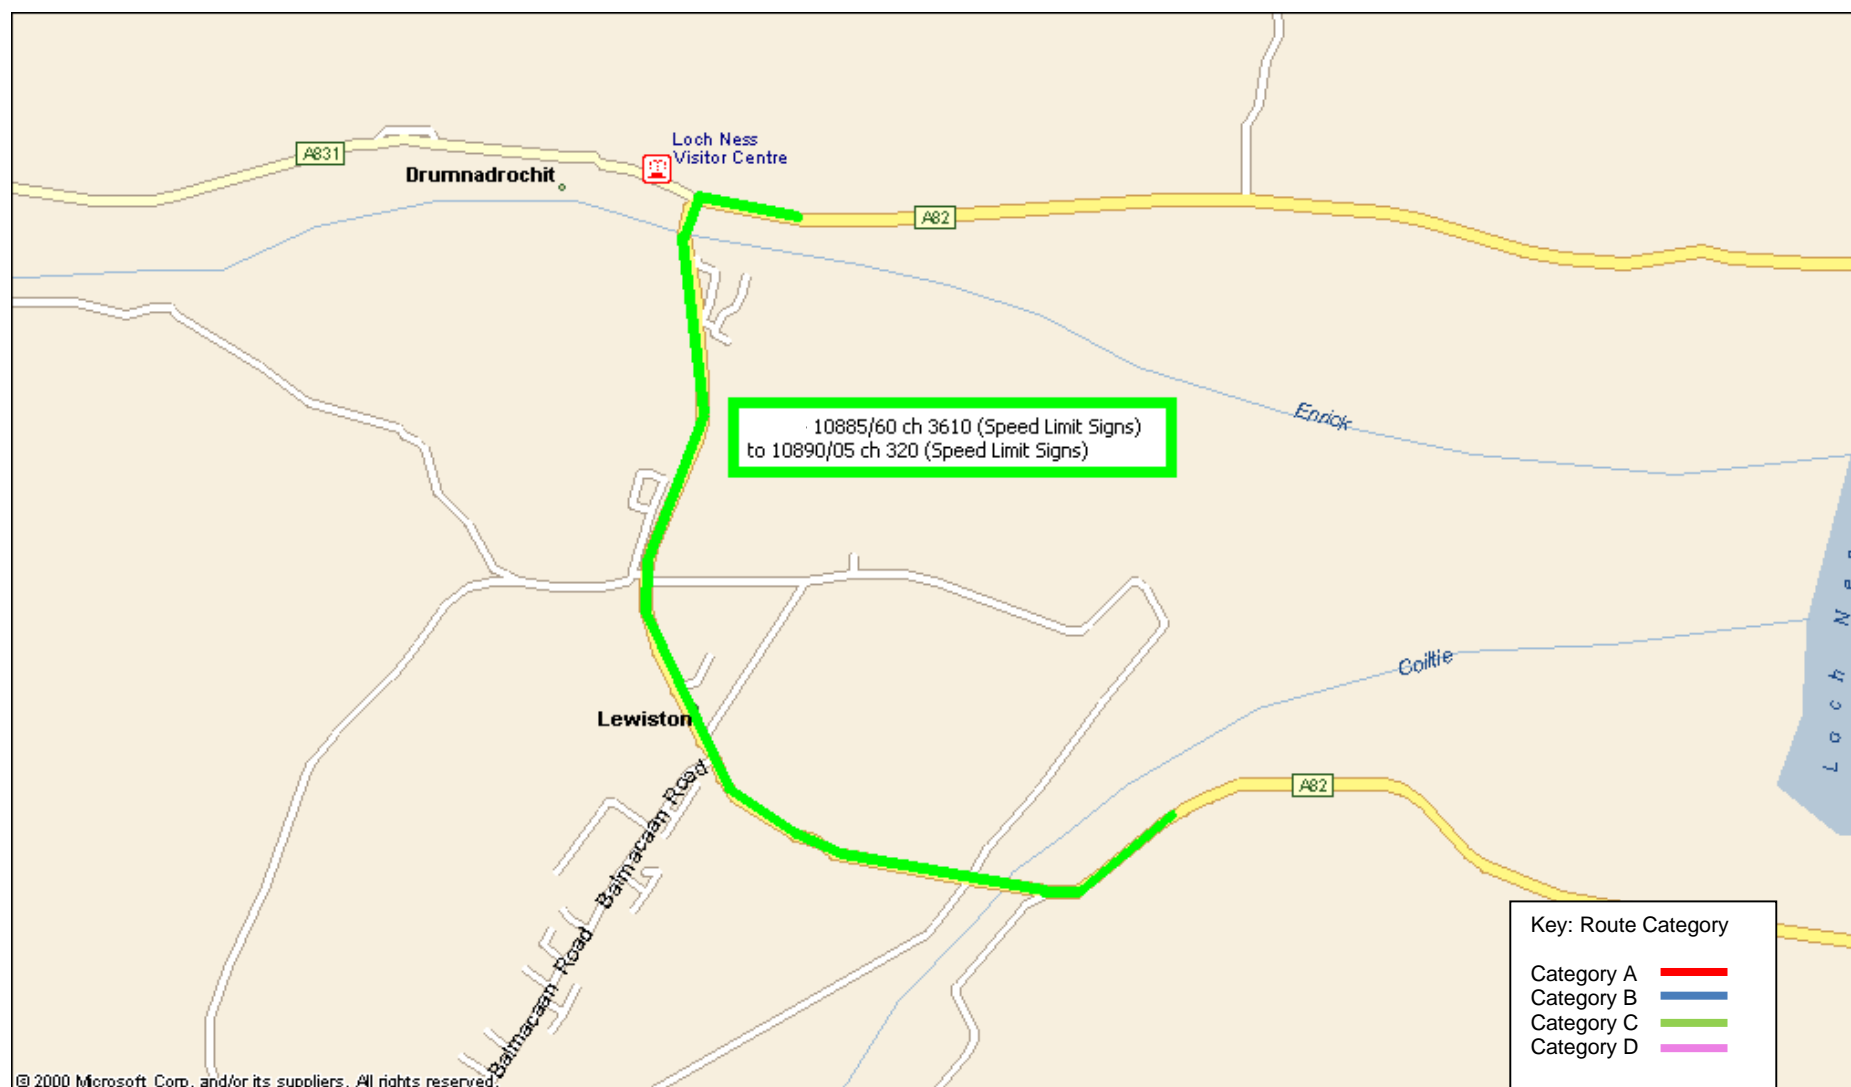 Loch Ness
Visitor Centre
A831
Drumnadrochit
A82
10885/60 ch 3610 (Speed Limit Signs)
to 10890/05 ch 320 (Speed Limit Signs)
Enrick
Loch Nes
Coiltie
Lewiston
Balmacaan Road
A82
Balmacaan Road
Key: Route Category
Category A
Category B
Category C
Category D
© 2000 Microsoft Corp. and/or its suppliers. All rights reserved.